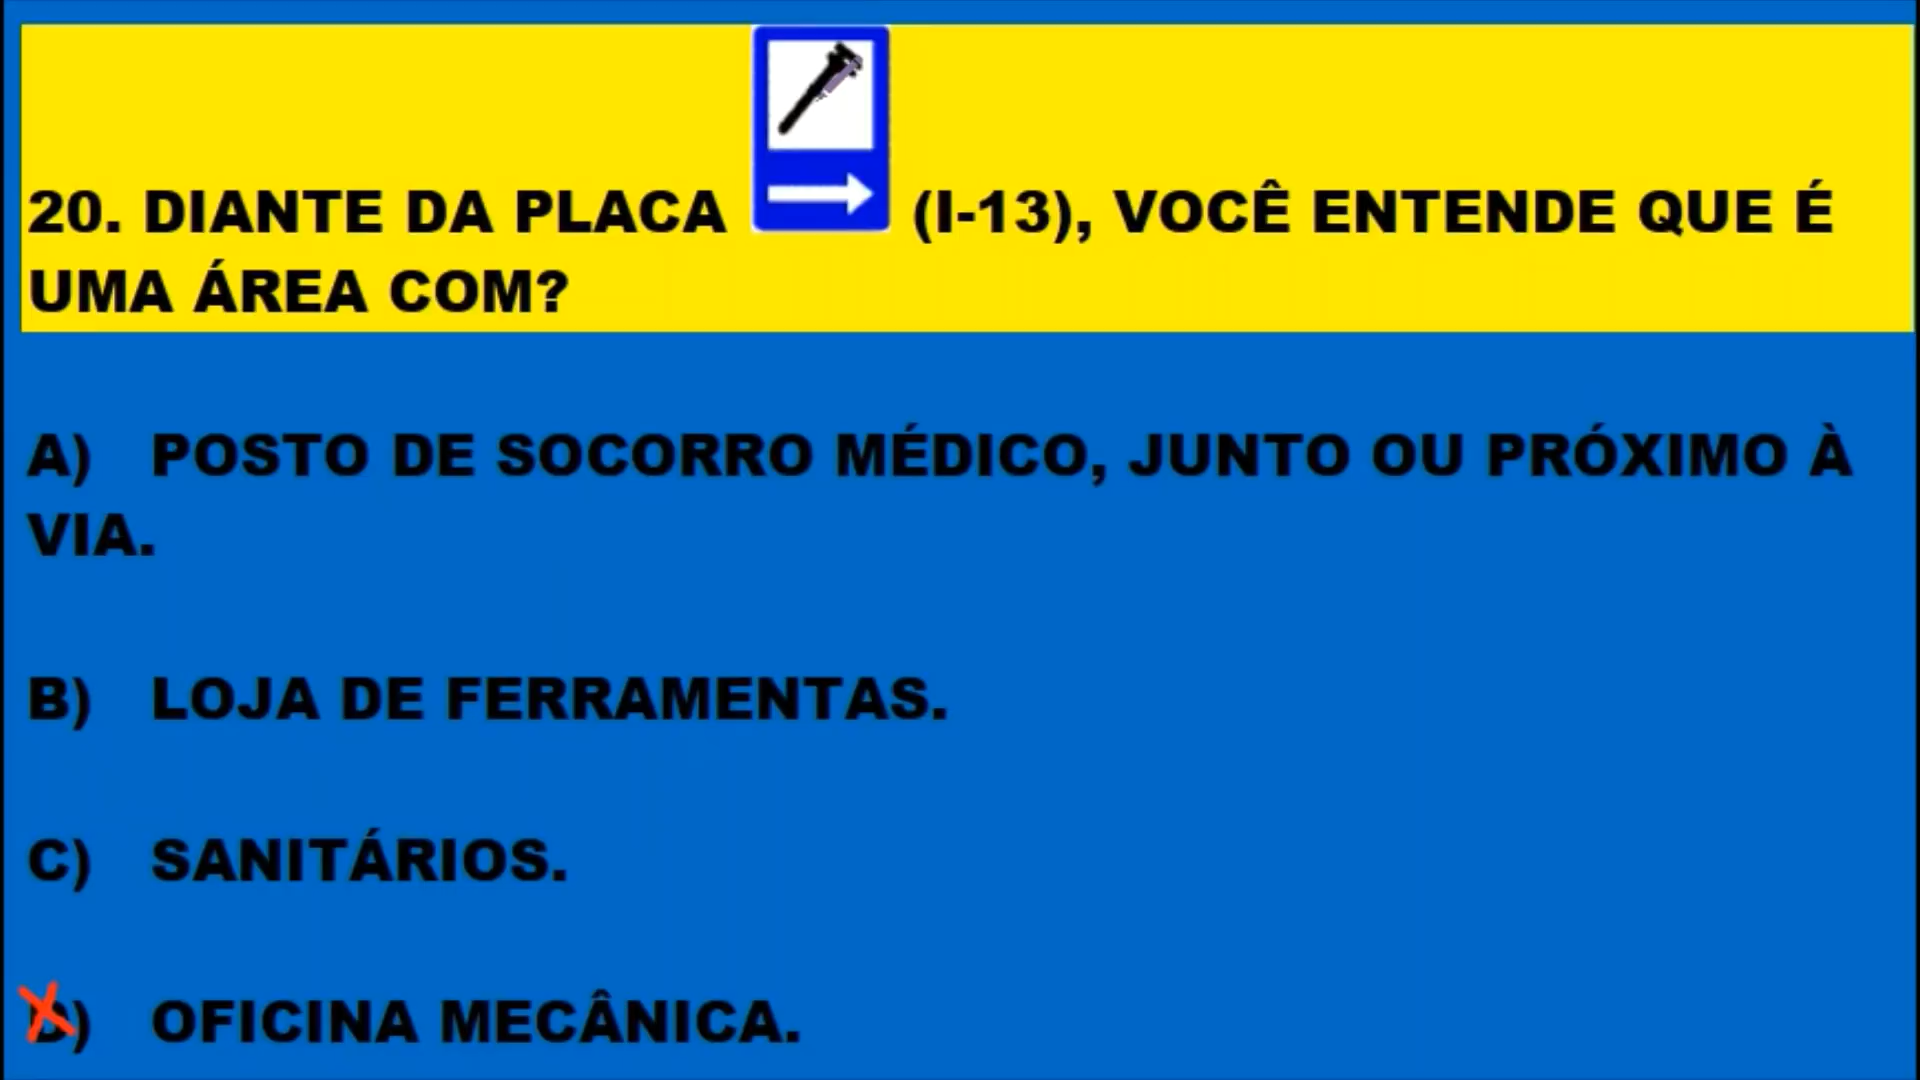 20. DIANTE DA PLACA (I-13), VOCÊ ENTENDE QUE É
UMA ÁREA COM?
A) POSTO DE SOCORRO MÉDICO, JUNTO OU PRÓXIMO À
VIA.
B) LOJA DE FERRAMENTAS.
C) SANITÁRIOS.
D) OFICINA MECÂNICA.